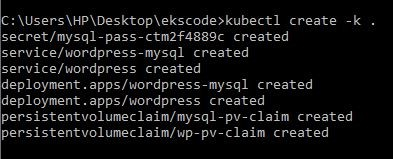 C:\Users\HP\Desktop\ekscode>kubectl create -k .
secret/mysql-pass-ctm2f4889c created
service/wordpress-mysql created
service/wordpress created
deployment.apps/wordpress-mysql created
deployment.apps/wordpress created
persistentvolumeclaim/mysql-pv-claim created
persistentvolumeclaim/wp-pv-claim created